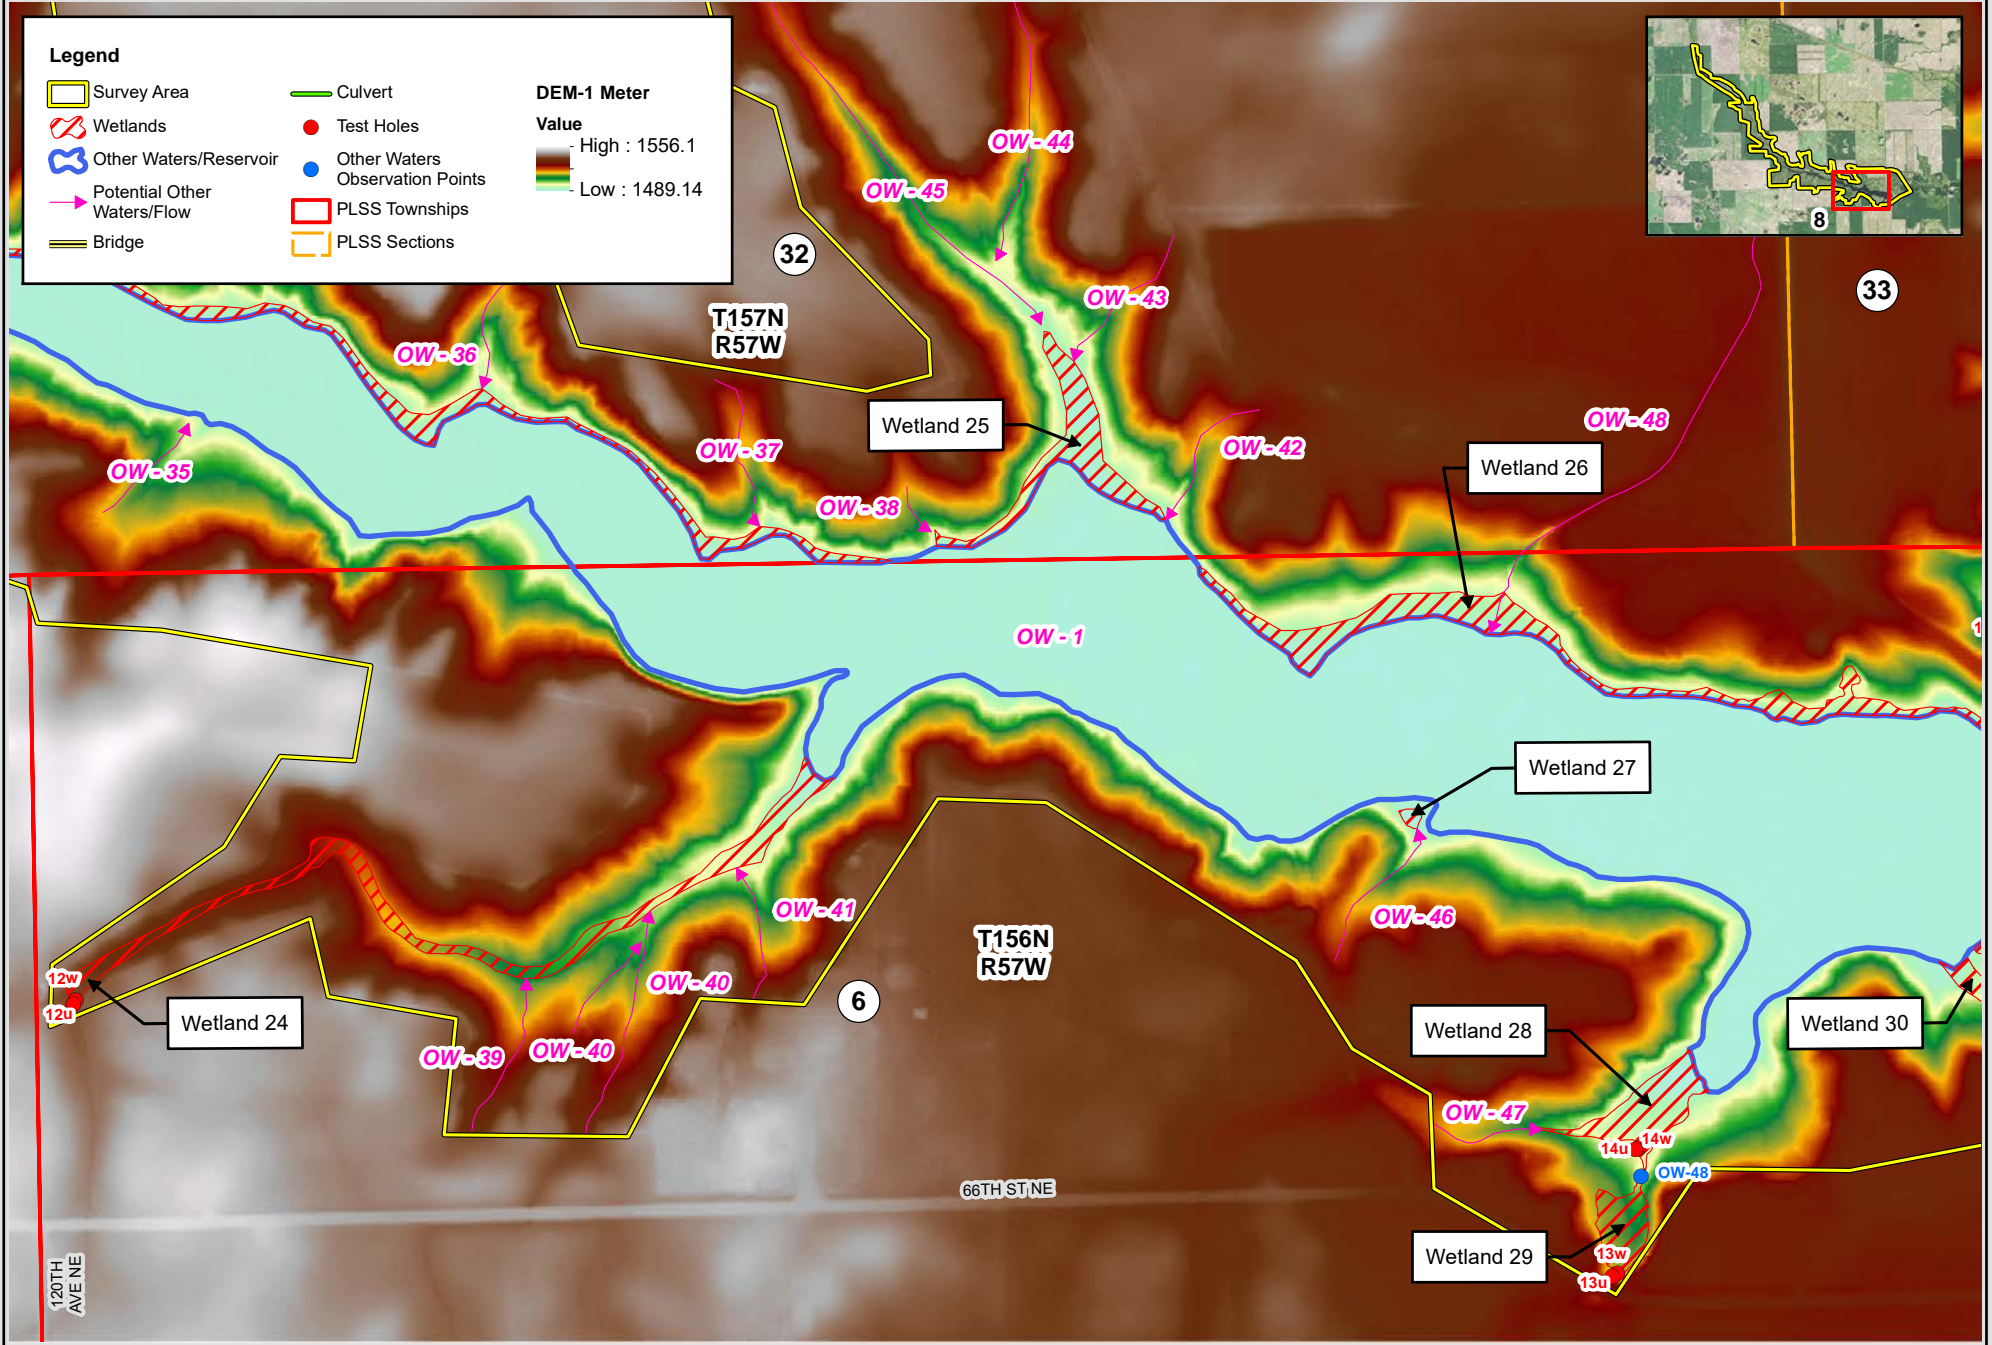 Legend
Survey Area
Wetlands
Other Waters/Reservoir
Potential Other
Waters/Flow
Bridge
Culvert
Test Holes
Other Waters
Observation Points
PLSS Townships
PLSS Sections
DEM-1 Meter
Value
High : 1556.1
Low : 1489.14
8
OW - 44
OW - 45
32
33
OW - 43
T157N
R57W
OW - 36
Wetland 25
OW - 48
OW - 42
OW - 37
OW - 35
Wetland 26
OW - 38
OW - 1
1
Wetland 27
OW - 41
OW - 46
T156N
R57W
12w
OW - 40
6
12u
Wetland 24
Wetland 30
Wetland 28
OW - 39
OW - 40
OW - 47
14w
14u
OW-48
66TH ST NE
Wetland 29
13w
13u
120TH
AVE NE